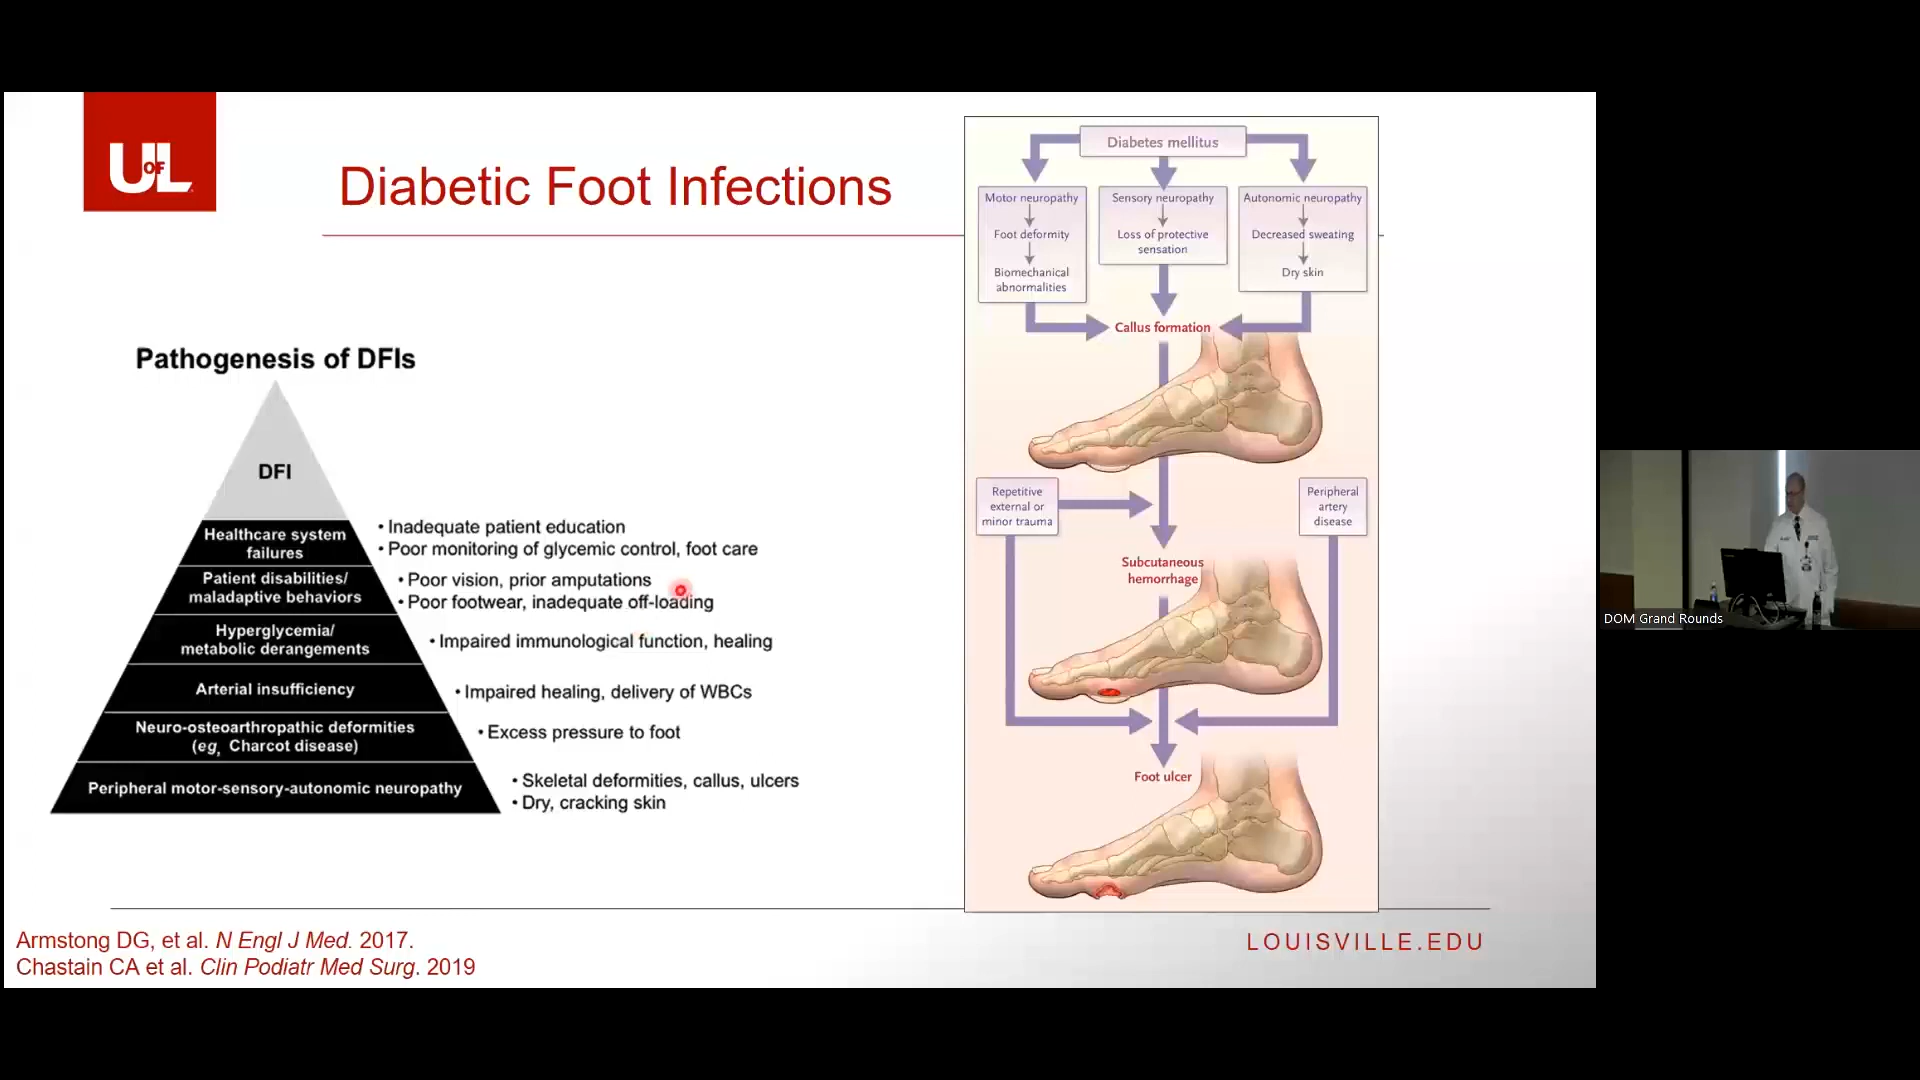 UofL
Diabetic Foot Infections
Pathogenesis of DFIs
DFI
Healthcare system
failures
• Inadequate patient education
• Poor monitoring of glycemic control, foot care
Patient disabilities/
maladaptive behaviors
• Poor vision, prior amputations
• Poor footwear, inadequate off-loading
Hyperglycemia/
metabolic derangements
• Impaired immunological function, healing
Arterial insufficiency
• Impaired healing, delivery of WBCs
Neuro-osteoarthropathic deformities
(eg, Charcot disease)
• Excess pressure to foot
Peripheral motor-sensory-autonomic neuropathy
• Skeletal deformities, callus, ulcers
• Dry, cracking skin
Diabetes mellitus
Motor neuropathy
Foot deformity
Biomechanical
abnormalities
Sensory neuropathy
Loss of protective
sensation
Autonomic neuropathy
Decreased sweating
Dry skin
Callus formation
Repetitive
external or
minor trauma
Peripheral
artery
disease
Subcutaneous
hemorrhage
Foot ulcer
Armstong DG, et al. N Engl J Med. 2017.
Chastain CA et al. Clin Podiatr Med Surg. 2019
LOUISVILLE.EDU
DOM Grand Rounds